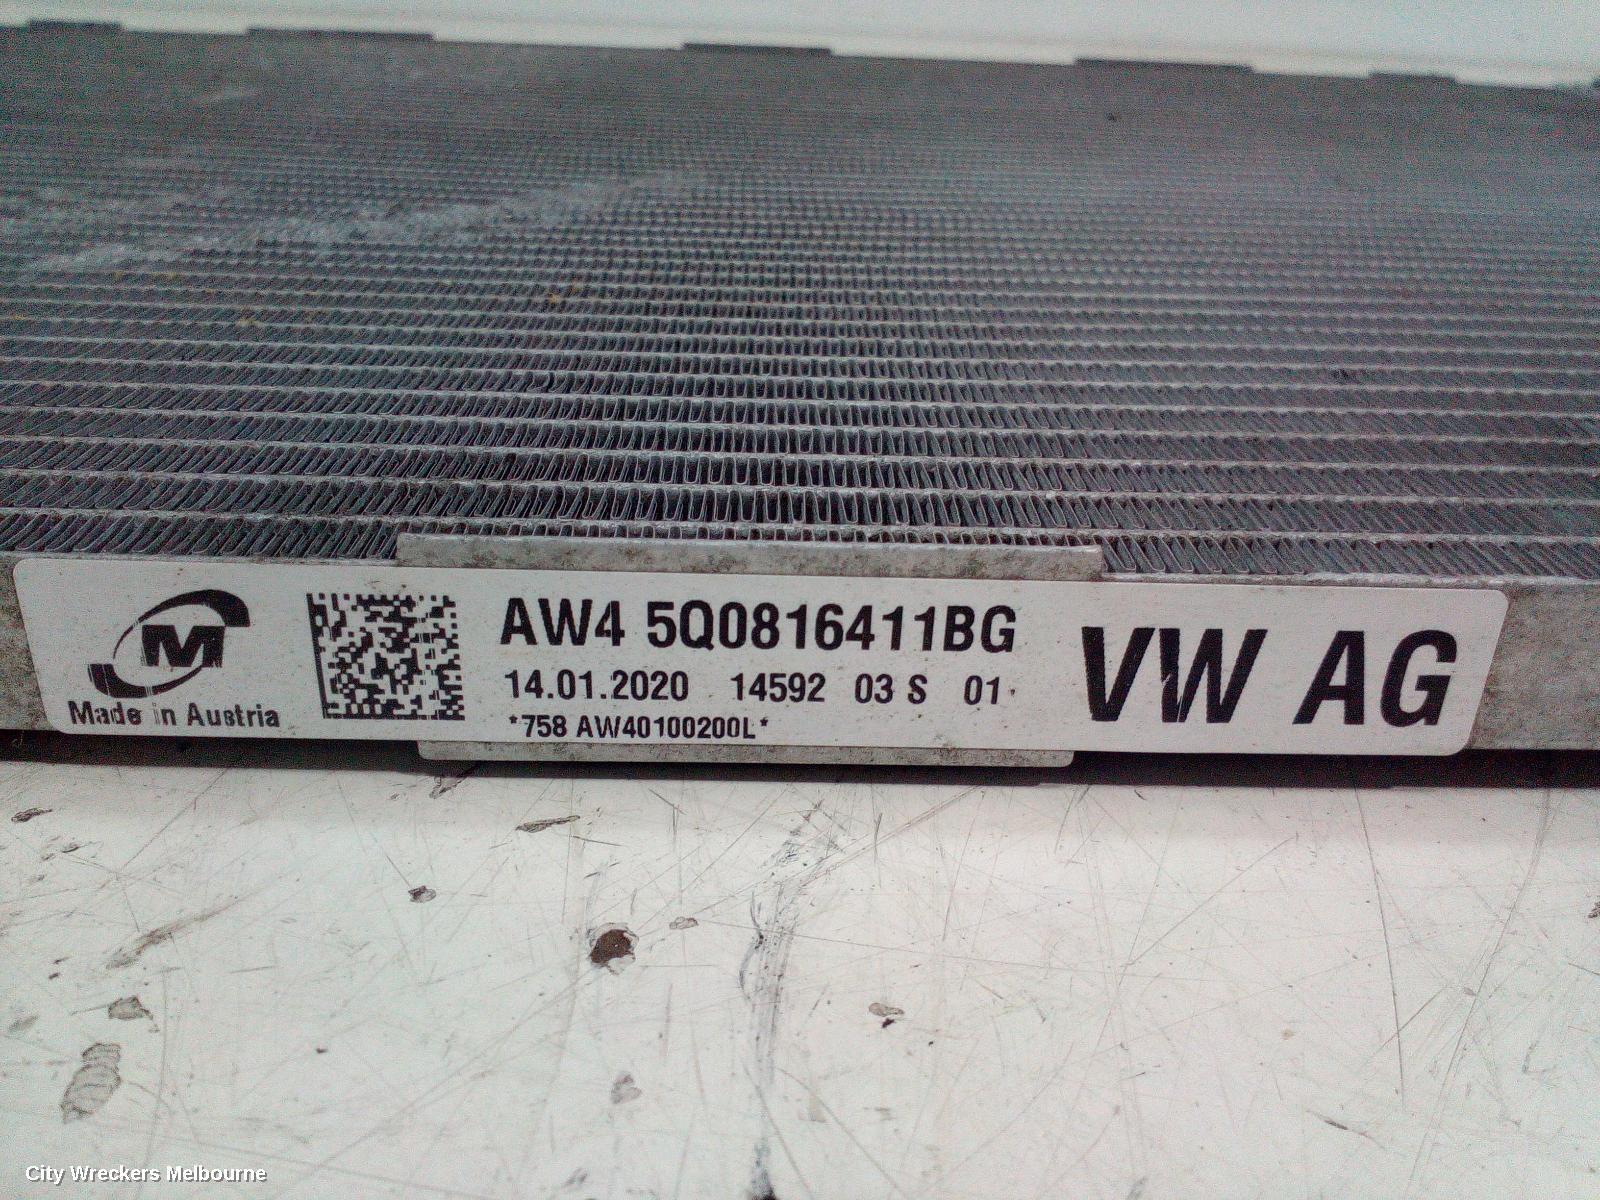 M
Made in Austria
AW4 5Q0816411BG
14.01.2020 14592 03 S 01
*758 AW40100200L*
VW AG
City Wreckers Melbourne